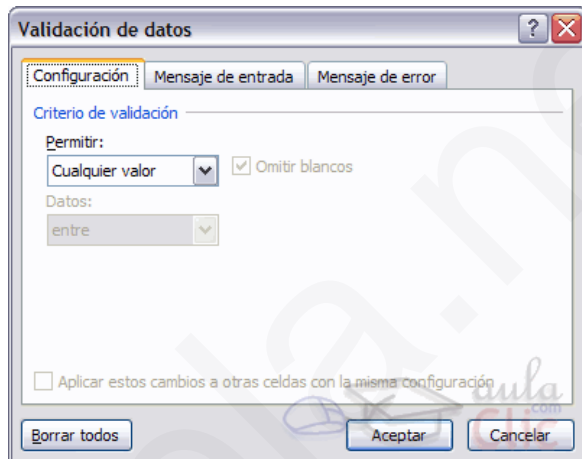 Validación de datos
Configuración Mensaje de entrada Mensaje de error
Criterio de validación
Permitir:
Cualquier valor Omitir blancos
Datos:
entre
Aplicar estos cambios a otras celdas con la misma configuración
aula
Clic
.com
Borrar todos Aceptar Cancelar